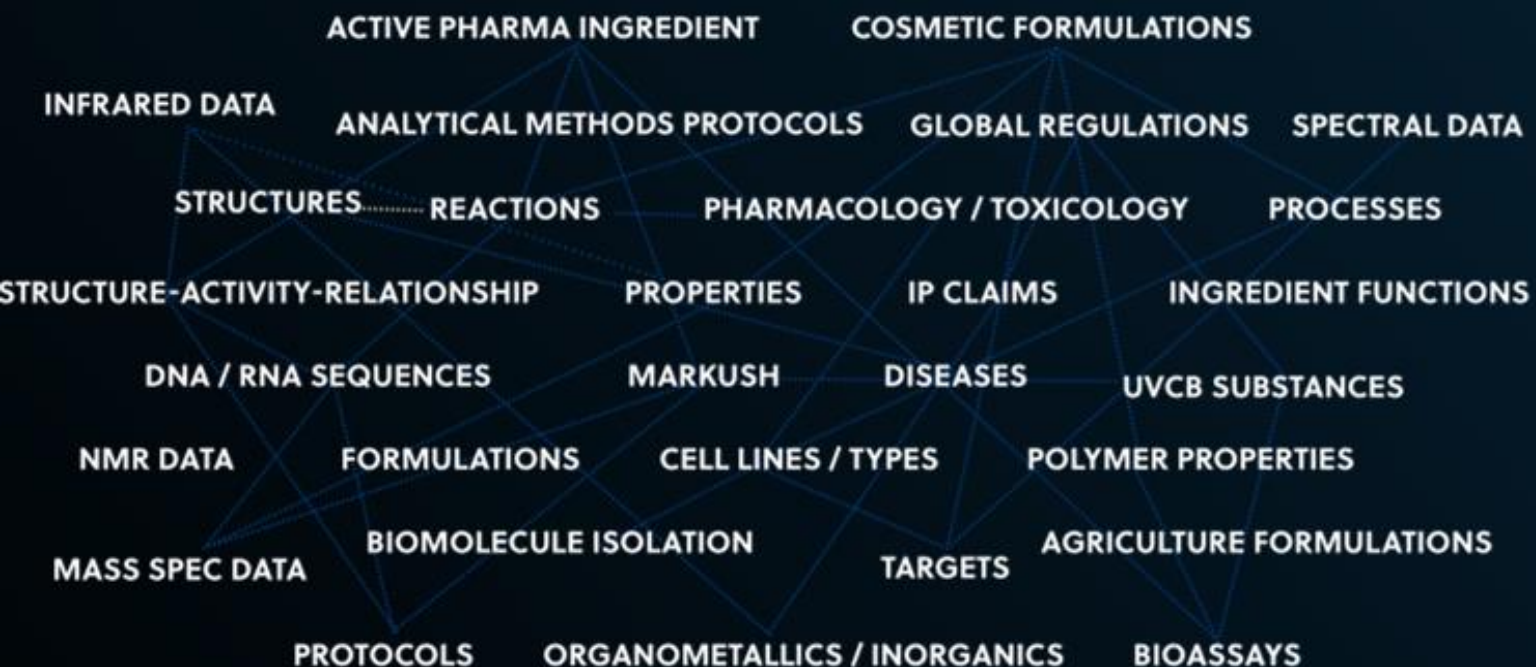 ACTIVE PHARMA INGREDIENT
COSMETIC FORMULATIONS
INFRARED DATA
ANALYTICAL METHODS PROTOCOLS
GLOBAL REGULATIONS
SPECTRAL DATA
STRUCTURES
REACTIONS
PHARMACOLOGY / TOXICOLOGY
PROCESSES
STRUCTURE-ACTIVITY-RELATIONSHIP
PROPERTIES
IP CLAIMS
INGREDIENT FUNCTIONS
DNA / RNA SEQUENCES
MARKUSH
DISEASES
UVCB SUBSTANCES
NMR DATA
FORMULATIONS
CELL LINES / TYPES
POLYMER PROPERTIES
BIOMOLECULE ISOLATION
AGRICULTURE FORMULATIONS
MASS SPEC DATA
TARGETS
PROTOCOLS
ORGANOMETALLICS / INORGANICS
BIOASSAYS